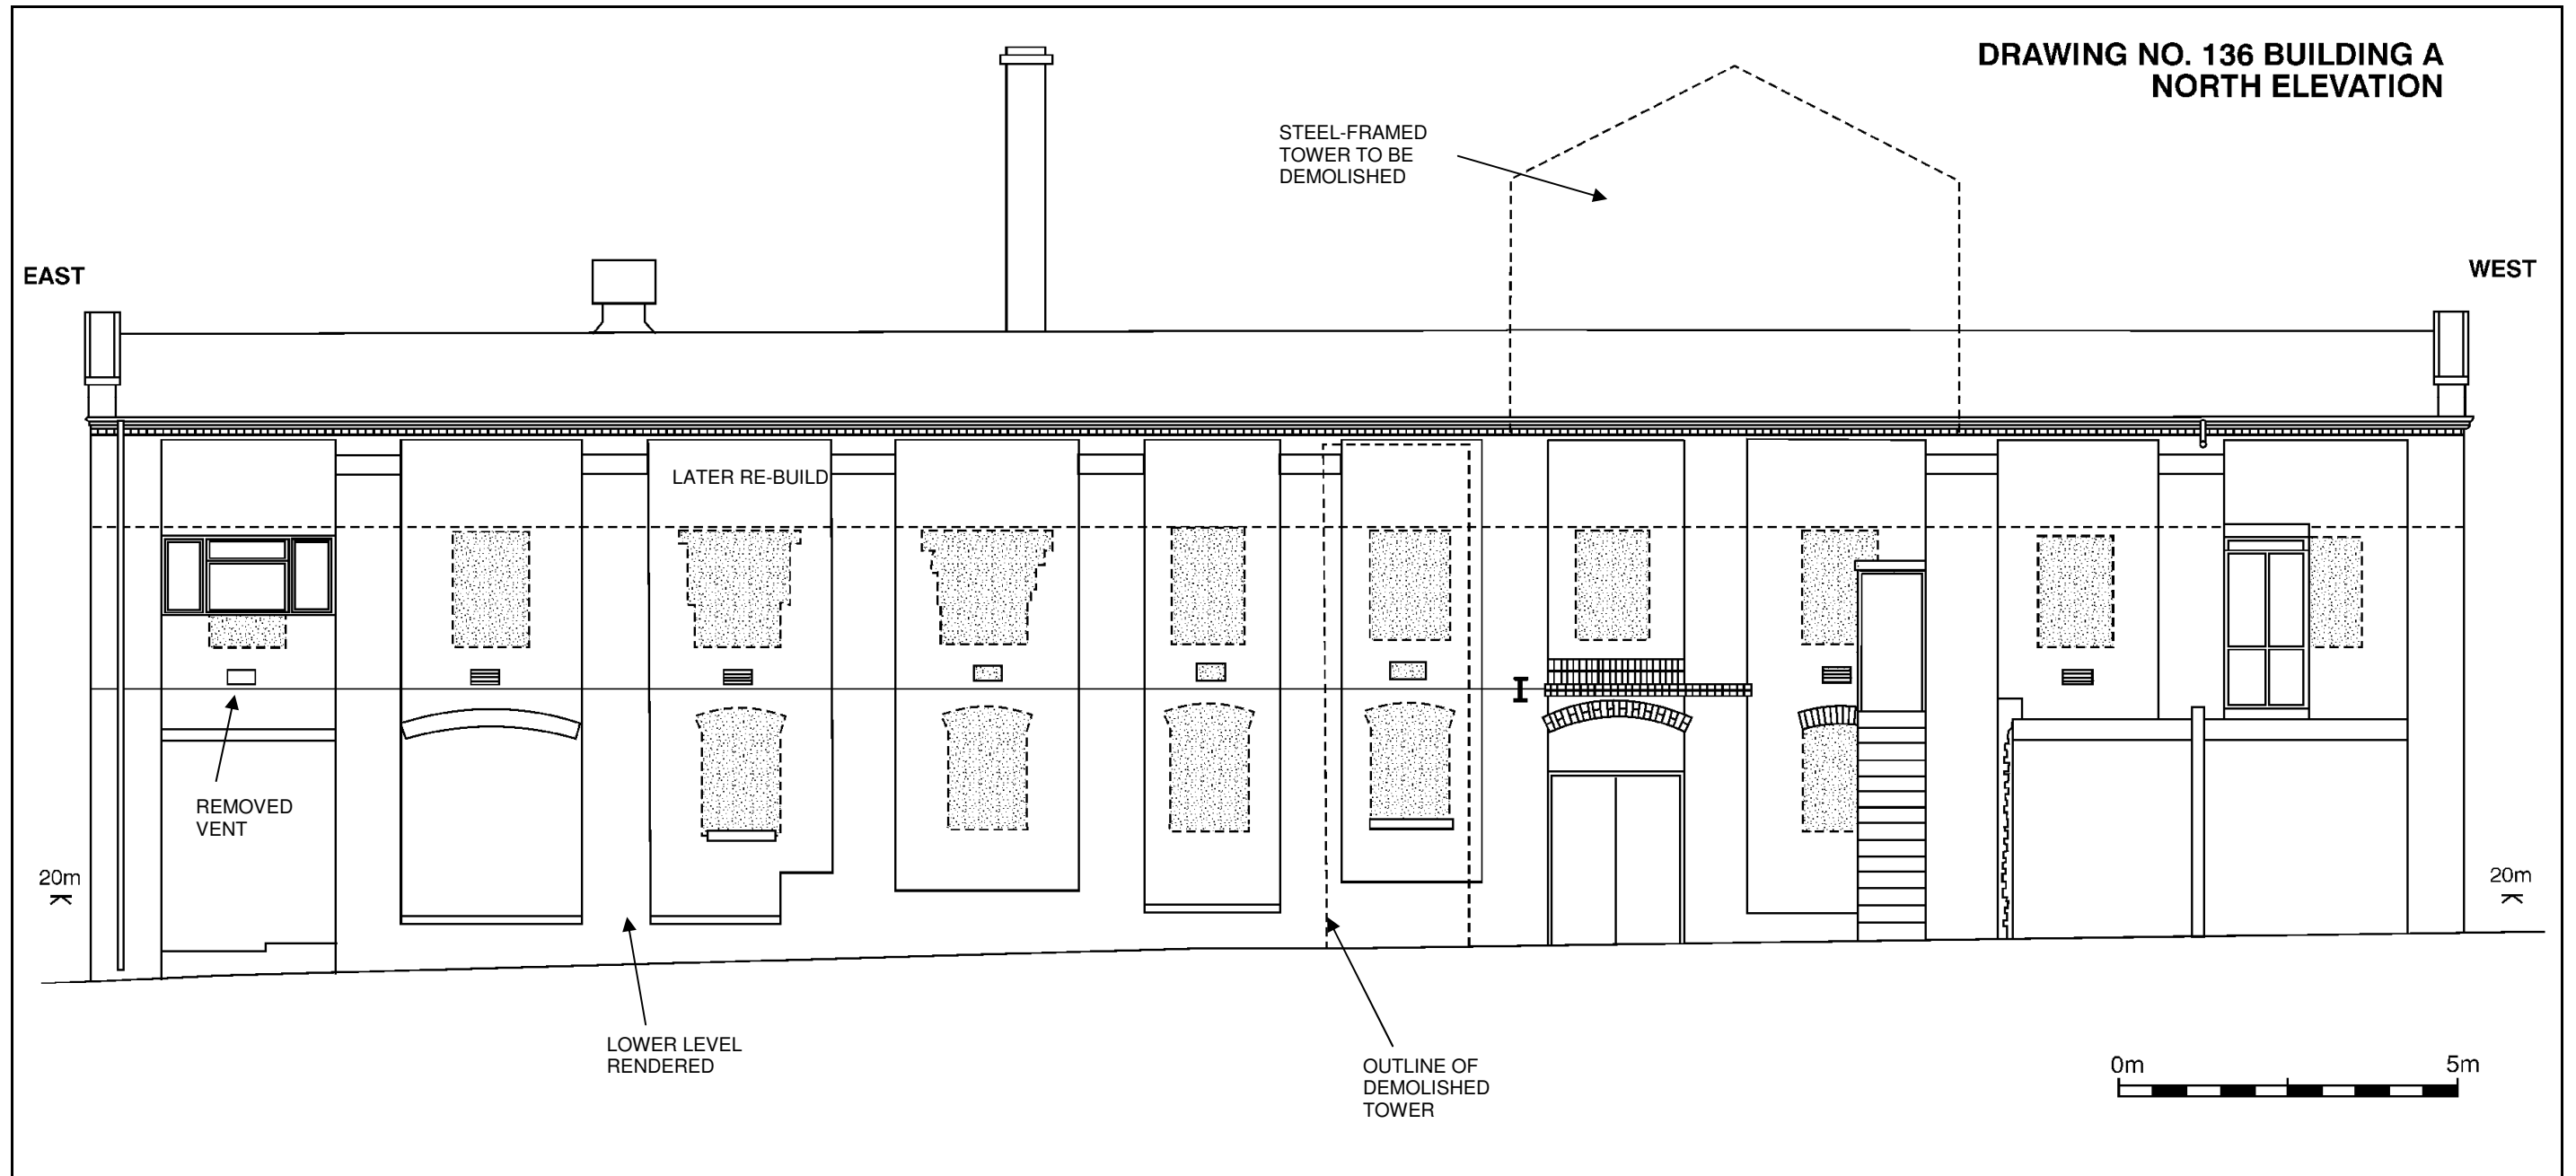 DRAWING NO. 136 BUILDING A
NORTH ELEVATION
STEEL-FRAMED
TOWER TO BE
DEMOLISHED
EAST
WEST
LATER RE-BUILD
REMOVED
VENT
20m
20m
LOWER LEVEL
RENDERED
OUTLINE OF
DEMOLISHED
TOWER
0m 5m